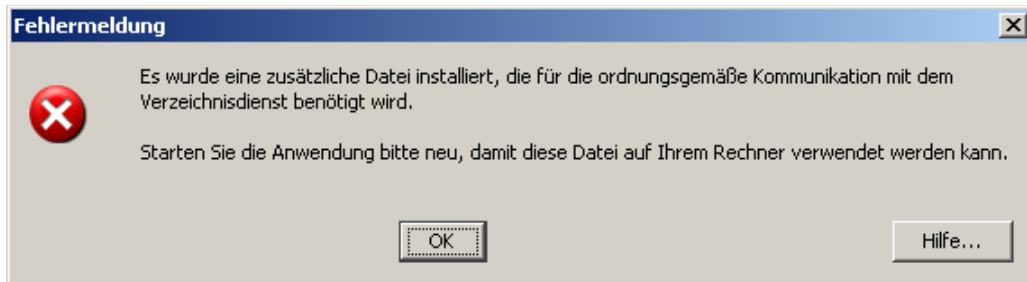 Fehlermeldung
Es wurde eine zusätzliche Datei installiert, die für die ordnungsgemäße Kommunikation mit dem
Verzeichnisdienst benötigt wird.
Starten Sie die Anwendung bitte neu, damit diese Datei auf Ihrem Rechner verwendet werden kann.
OK
Hilfe...